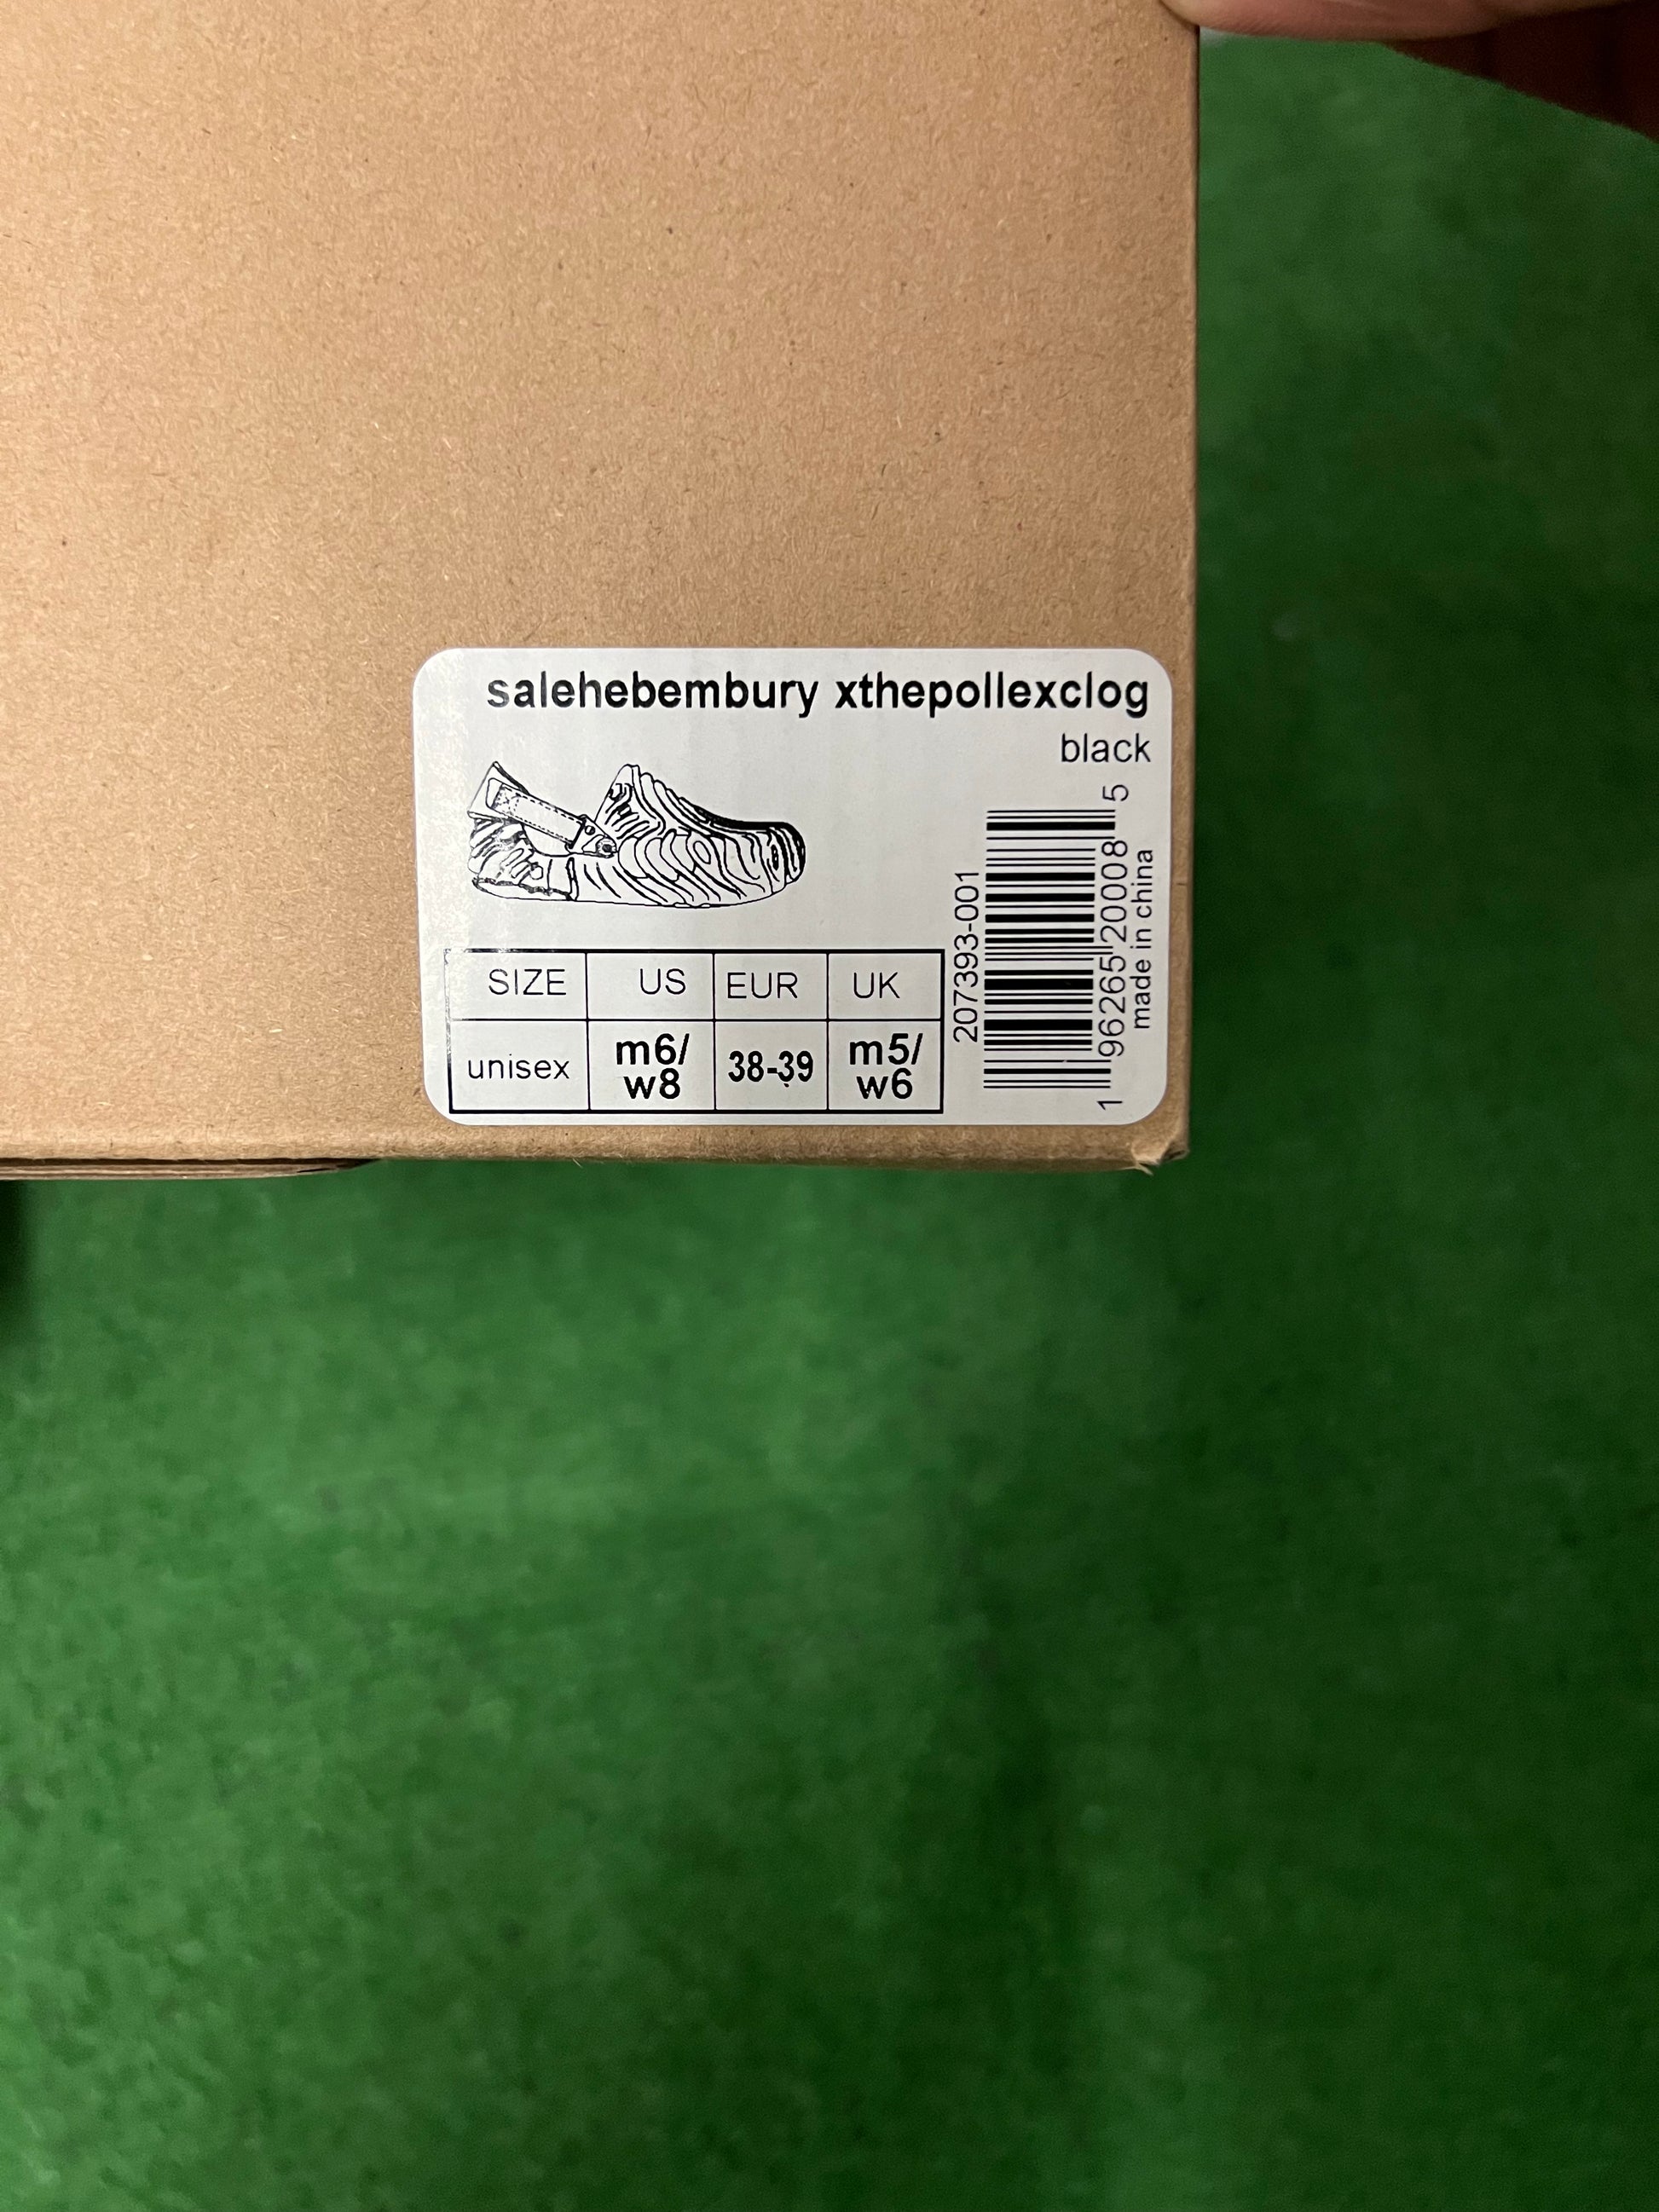 salehebembury xthepollexclog
black
SIZE US EUR UK
unisex m6/ 38-39 m5/
w8 w6
207393-001
1 96265 20008 5
made in china